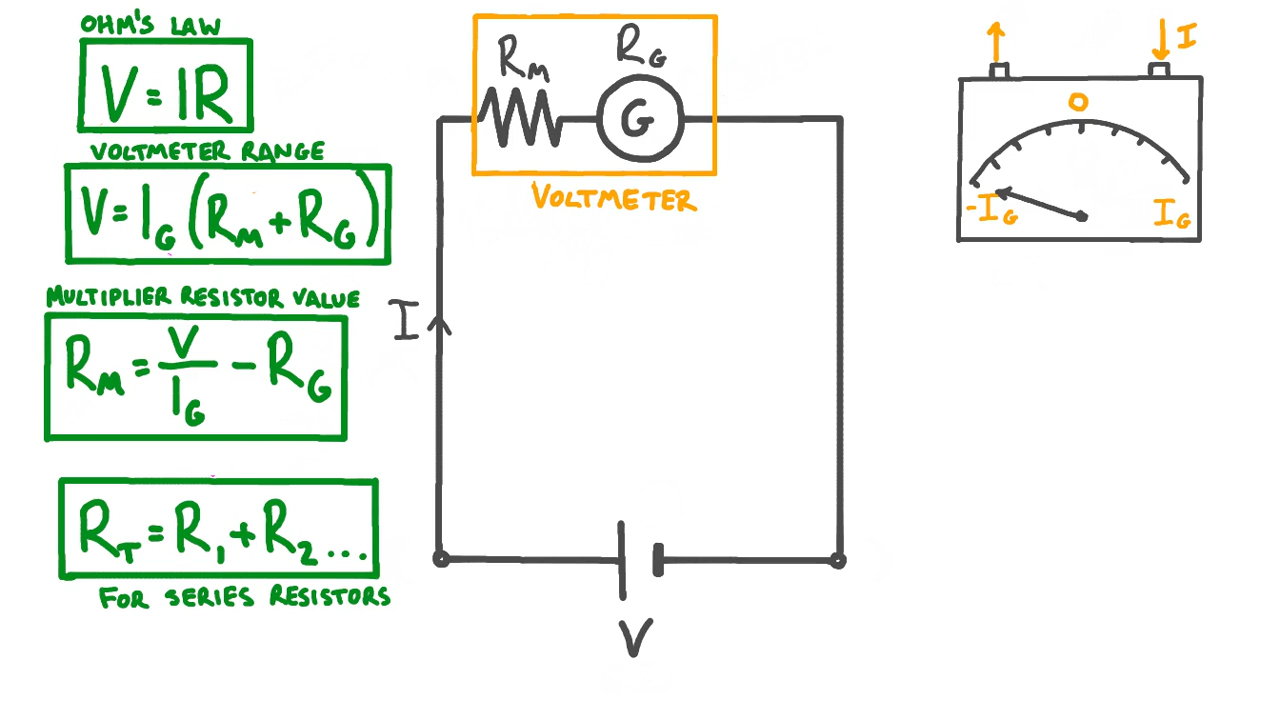 OHM'S LAW
V = IR
VOLTMETER RANGE
V = I_G (R_M + R_G)
MULTIPLIER RESISTOR VALUE
R_M = V/I_G - R_G
R_T = R_1 + R_2 ...
FOR SERIES RESISTORS
R_M R_G
G
VOLTMETER
I
V
I
0
-I_G I_G